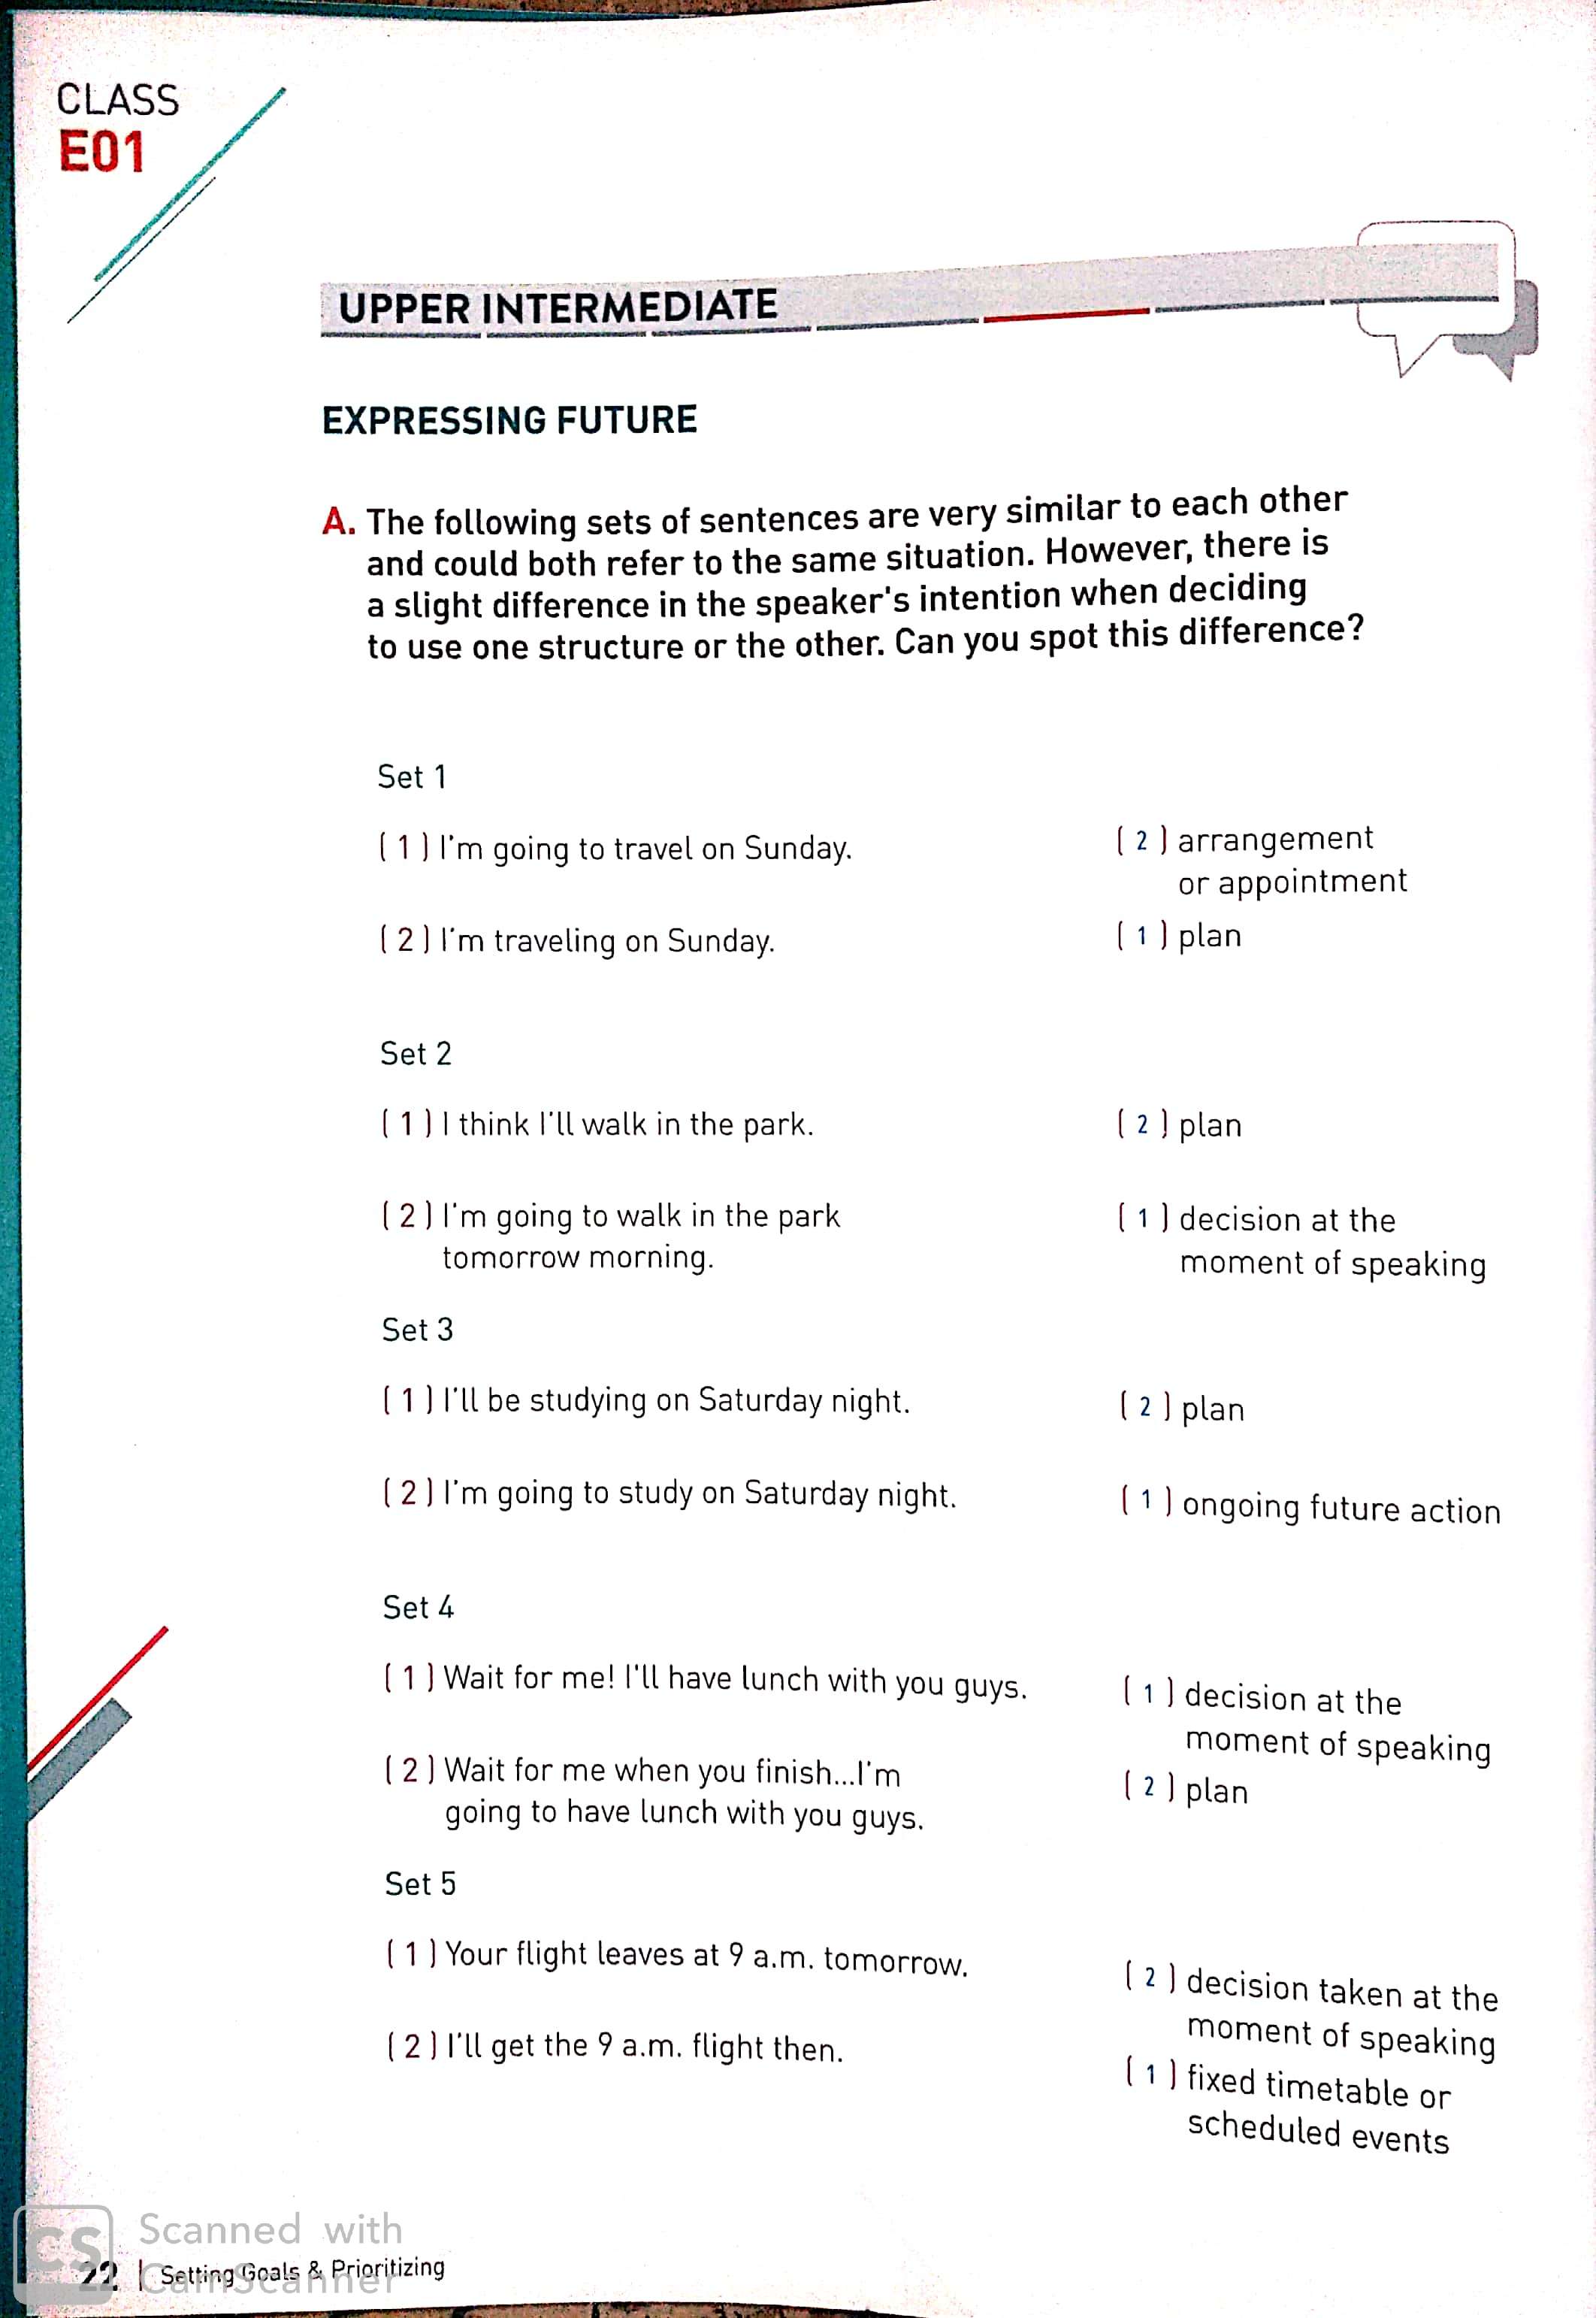 CLASS
E01
UPPER INTERMEDIATE
EXPRESSING FUTURE
A. The following sets of sentences are very similar to each other
and could both refer to the same situation. However, there is
a slight difference in the speaker's intention when deciding
to use one structure or the other. Can you spot this difference?
Set 1
( 1 ) I'm going to travel on Sunday.
( 2 ) arrangement
or appointment
( 2 ) I'm traveling on Sunday.
( 1 ) plan
Set 2
( 1 ) I think I'll walk in the park.
( 2 ) plan
( 2 ) I'm going to walk in the park
tomorrow morning.
( 1 ) decision at the
moment of speaking
Set 3
( 1 ) I'll be studying on Saturday night.
( 2 ) plan
( 2 ) I'm going to study on Saturday night.
( 1 ) ongoing future action
Set 4
( 1 ) Wait for me! I'll have lunch with you guys.
( 1 ) decision at the
moment of speaking
( 2 ) Wait for me when you finish...I'm
going to have lunch with you guys.
( 2 ) plan
Set 5
( 1 ) Your flight leaves at 9 a.m. tomorrow.
( 2 ) decision taken at the
moment of speaking
( 2 ) I'll get the 9 a.m. flight then.
( 1 ) fixed timetable or
scheduled events
CS
Scanned with
CamScanner
22 | Setting Goals & Prioritizing